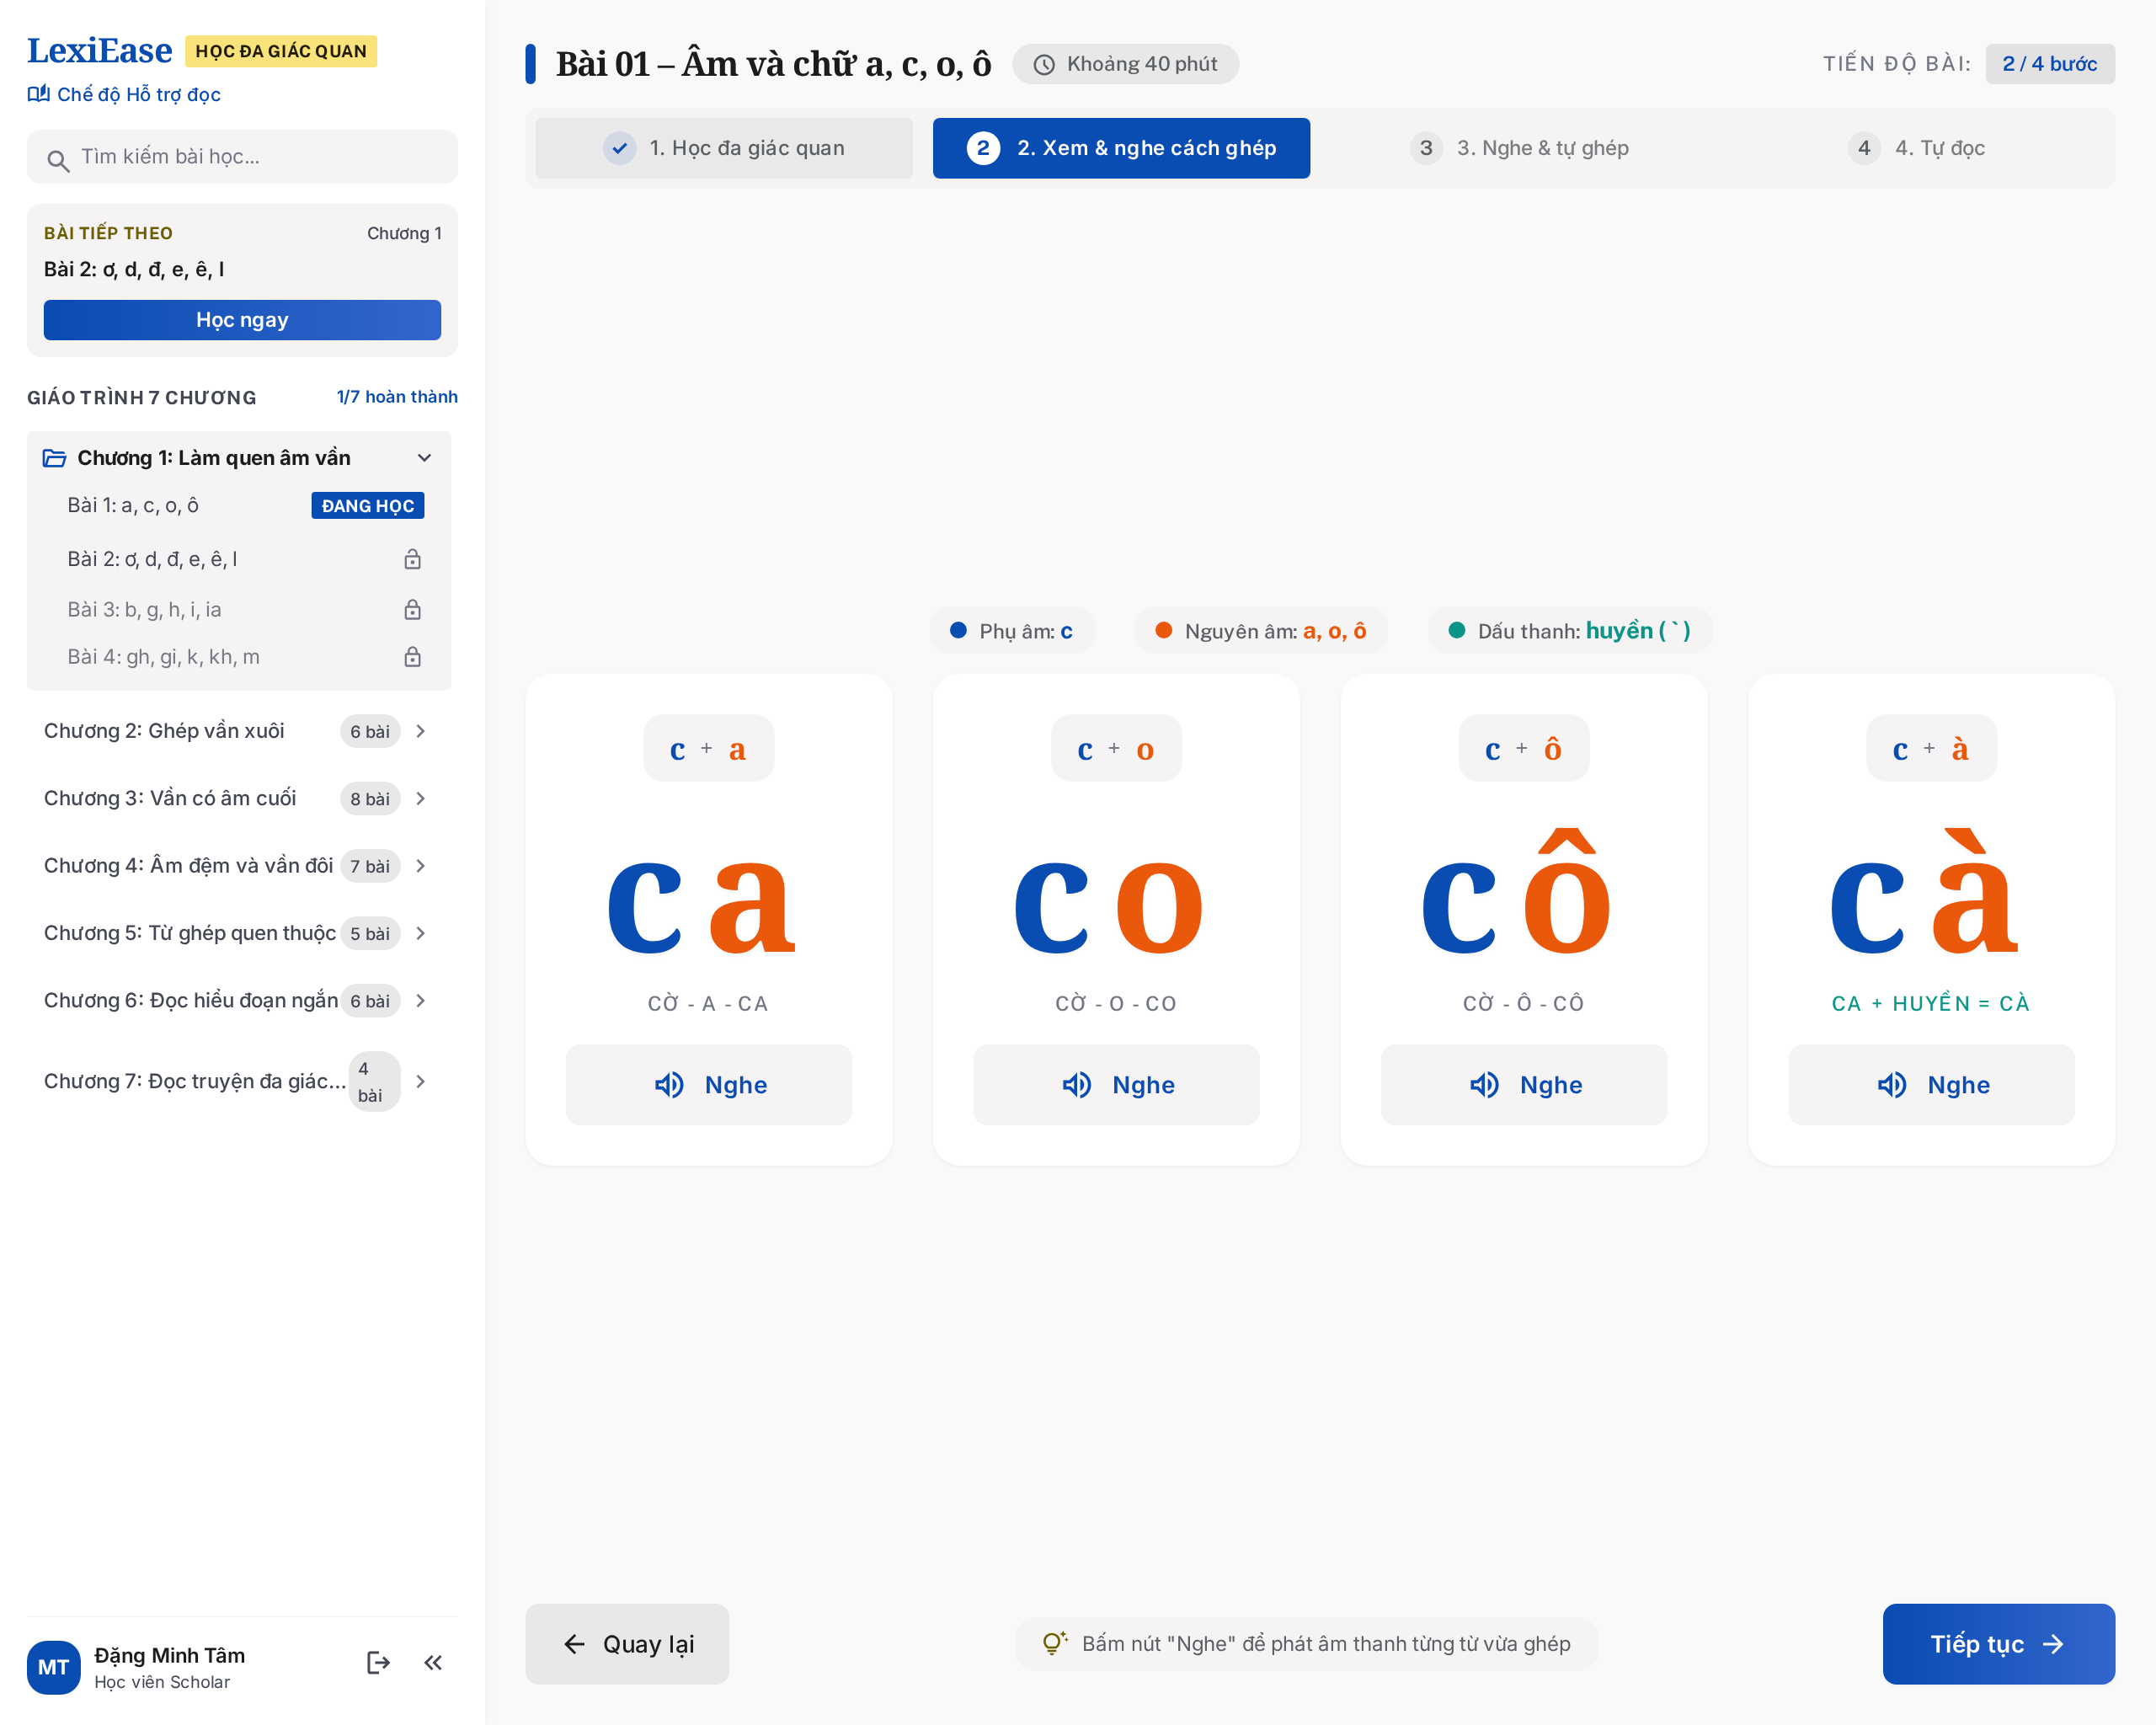 LexiEase HỌC ĐA GIÁC QUAN
Chế độ Hỗ trợ đọc
Tìm kiếm bài học...
BÀI TIẾP THEO Chương 1
Bài 2: ơ, d, đ, e, ê, l
Học ngay
GIÁO TRÌNH 7 CHƯƠNG 1/7 hoàn thành
Chương 1: Làm quen âm vần
Bài 1: a, c, o, ô ĐANG HỌC
Bài 2: ơ, d, đ, e, ê, l
Bài 3: b, g, h, i, ia
Bài 4: gh, gi, k, kh, m
Chương 2: Ghép vần xuôi 6 bài
Chương 3: Vần có âm cuối 8 bài
Chương 4: Âm đệm và vần đôi 7 bài
Chương 5: Từ ghép quen thuộc 5 bài
Chương 6: Đọc hiểu đoạn ngắn 6 bài
Chương 7: Đọc truyện đa giác... 4 bài
MT Đặng Minh Tâm
Học viên Scholar
Bài 01 – Âm và chữ a, c, o, ô Khoảng 40 phút TIẾN ĐỘ BÀI: 2 / 4 bước
1. Học đa giác quan 2 2. Xem & nghe cách ghép 3 3. Nghe & tự ghép 4 4. Tự đọc
Phụ âm: c Nguyên âm: a, o, ô Dấu thanh: huyền ( ` )
c + a
ca
CỜ - A - CA
Nghe
c + o
co
CỜ - O - CO
Nghe
c + ô
cô
CỜ - Ô - CÔ
Nghe
c + à
cà
CA + HUYỀN = CÀ
Nghe
Quay lại Bấm nút "Nghe" để phát âm thanh từng từ vừa ghép Tiếp tục